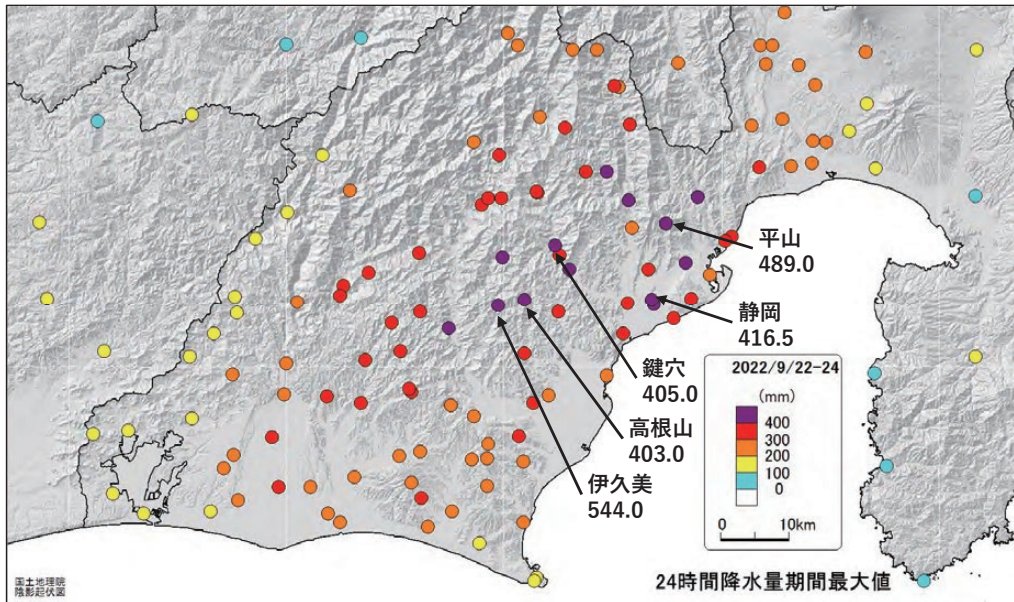 平山
489.0
静岡
416.5
鍵穴
405.0
高根山
403.0
伊久美
544.0
2022/9/22-24
(mm)
400
300
200
100
0
0 10km
24時間降水量期間最大値
国土地理院
陰影起伏図